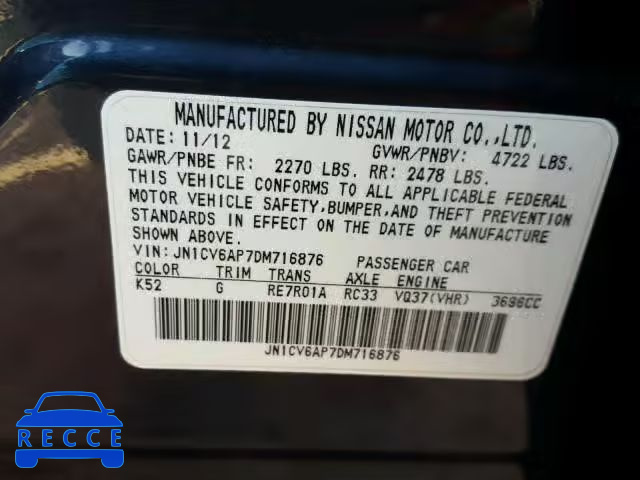 MANUFACTURED BY NISSAN MOTOR CO.,LTD.
DATE: 11/12 GVWR/PNBV: 4722 LBS.
GAWR/PNBE FR: 2270 LBS. RR: 2478 LBS.
THIS VEHICLE CONFORMS TO ALL APPLICABLE FEDERAL
MOTOR VEHICLE SAFETY,BUMPER,AND THEFT PREVENTION
STANDARDS IN EFFECT ON THE DATE OF MANUFACTURE
SHOWN ABOVE.
VIN: JN1CV6AP7DM716876 PASSENGER CAR
COLOR TRIM TRANS AXLE ENGINE
K52 G RE7R01A RC33 VQ37(VHR) 3696CC
JN1CV6AP7DM716876
RECE